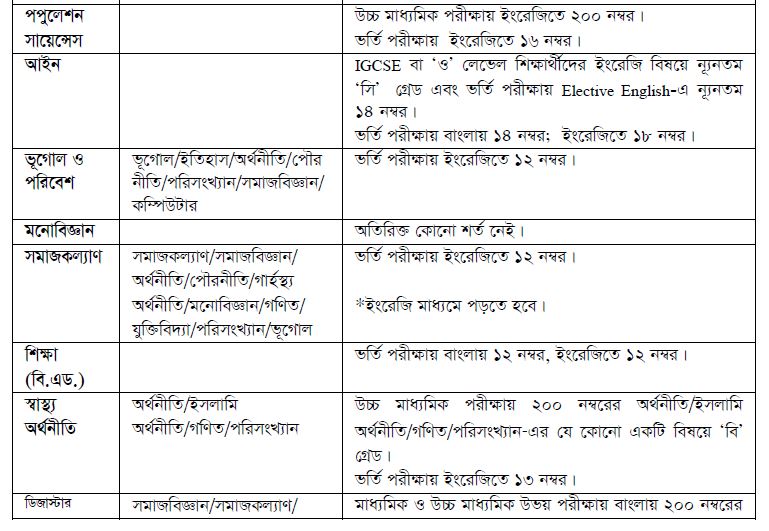 পপুলেশন
সায়েন্সেস
উচ্চ মাধ্যমিক পরীক্ষায় ইংরেজিতে ২০০ নম্বর।
ভর্তি পরীক্ষায় ইংরেজিতে ১৬ নম্বর।
আইন
IGCSE বা ‘ও’ লেভেল শিক্ষার্থীদের ইংরেজি বিষয়ে ন্যূনতম
‘সি’ গ্রেড এবং ভর্তি পরীক্ষায় Elective English-এ ন্যূনতম
১৪ নম্বর।
ভর্তি পরীক্ষায় বাংলায় ১৪ নম্বর; ইংরেজিতে ১৮ নম্বর।
ভূগোল ও
পরিবেশ
ভূগোল/ইতিহাস/অর্থনীতি/পৌর
নীতি/পরিসংখ্যান/সমাজবিজ্ঞান/
কম্পিউটার
ভর্তি পরীক্ষায় ইংরেজিতে ১২ নম্বর।
মনোবিজ্ঞান
অতিরিক্ত কোনো শর্ত নেই।
সমাজকল্যাণ
সমাজকল্যাণ/সমাজবিজ্ঞান/
অর্থনীতি/পৌরনীতি/গার্হস্থ্য
অর্থনীতি/মনোবিজ্ঞান/গণিত/
যুক্তিবিদ্যা/পরিসংখ্যান/ভূগোল
ভর্তি পরীক্ষায় ইংরেজিতে ১২ নম্বর।
*ইংরেজি মাধ্যমে পড়তে হবে।
শিক্ষা
(বি.এড.)
ভর্তি পরীক্ষায় বাংলায় ১২ নম্বর, ইংরেজিতে ১২ নম্বর।
স্বাস্থ্য
অর্থনীতি
অর্থনীতি/ইসলামি
অর্থনীতি/গণিত/পরিসংখ্যান
উচ্চ মাধ্যমিক পরীক্ষায় ২০০ নম্বরের অর্থনীতি/ইসলামি
অর্থনীতি/গণিত/পরিসংখ্যান-এর যে কোনো একটি বিষয়ে ‘বি’
গ্রেড।
ভর্তি পরীক্ষায় ইংরেজিতে ১৩ নম্বর।
ডিজাস্টার
সমাজবিজ্ঞান/সমাজকল্যাণ/
মাধ্যমিক ও উচ্চ মাধ্যমিক উভয় পরীক্ষায় বাংলায় ২০০ নম্বরের